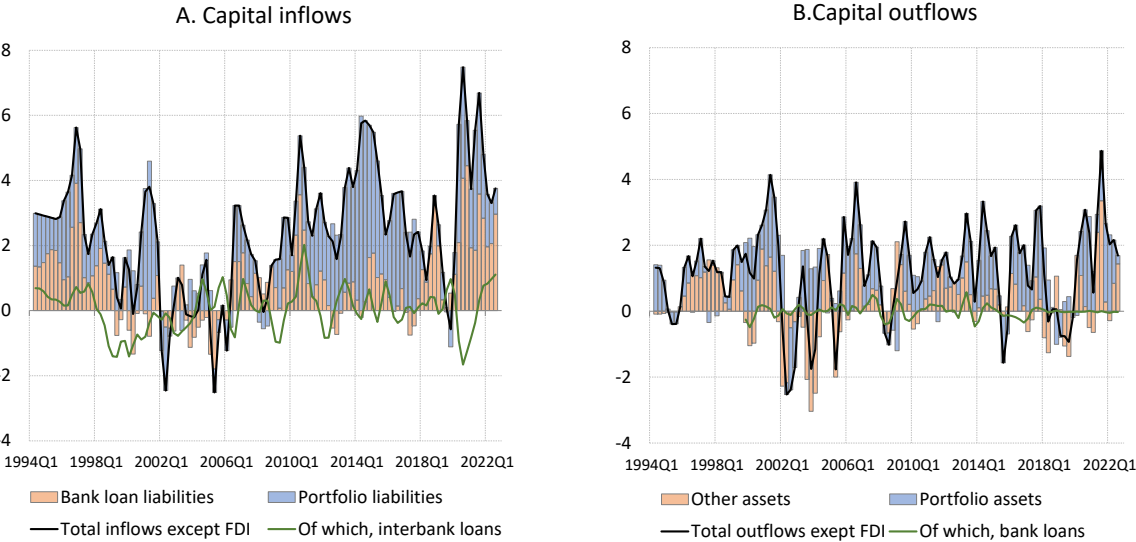 A. Capital inflows
8
6
4
2
0
-2
-4
1994Q1 1998Q1 2002Q1 2006Q1 2010Q1 2014Q1 2018Q1 2022Q1
Bank loan liabilities Portfolio liabilities
Total inflows except FDI Of which, interbank loans
B.Capital outflows
8
6
4
2
0
-2
-4
1994Q1 1998Q1 2002Q1 2006Q1 2010Q1 2014Q1 2018Q1 2022Q1
Other assets Portfolio assets
Total outflows exept FDI Of which, bank loans